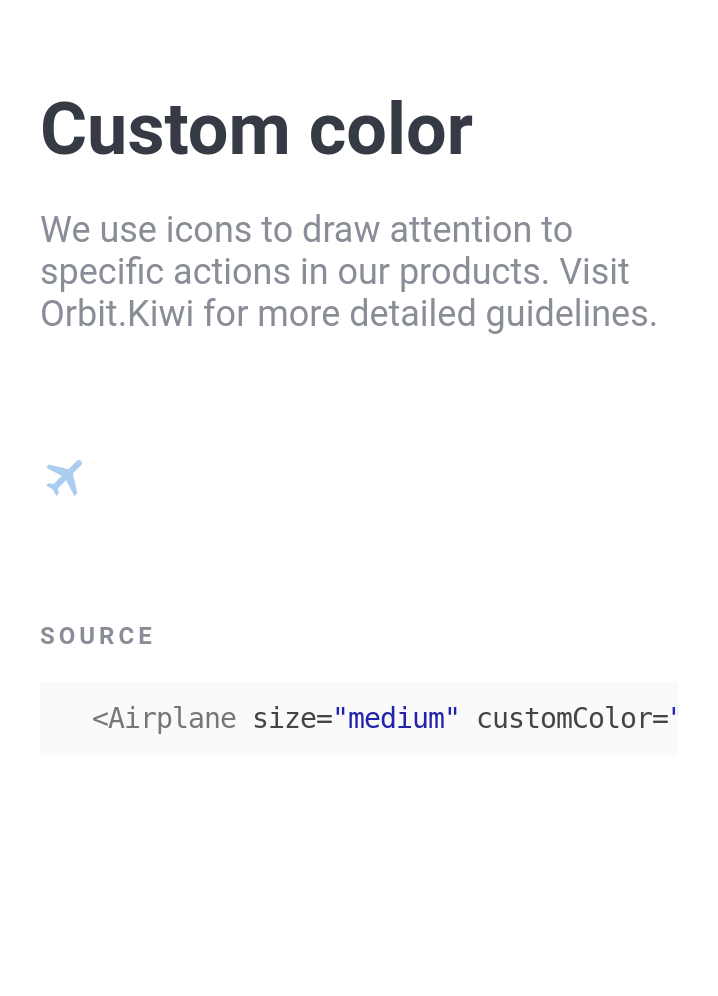 Custom color
We use icons to draw attention to
specific actions in our products. Visit
Orbit.Kiwi for more detailed guidelines.
SOURCE
<Airplane size="medium" customColor="